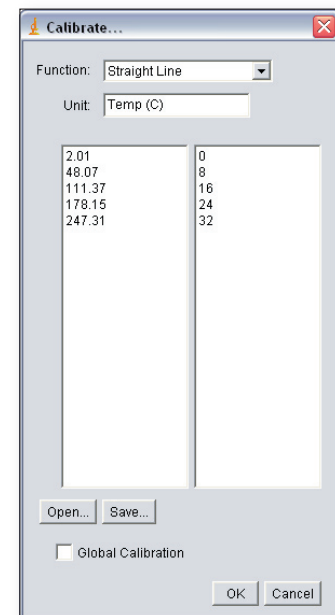 Calibrate...
Function: Straight Line
Unit: Temp (C)
2.01 0
48.07 8
111.37 16
178.15 24
247.31 32
Open... Save...
Global Calibration
OK Cancel